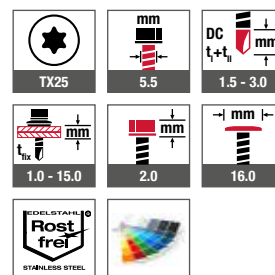 TX25
mm
5.5
DC
tI+tII
mm
1.5 - 3.0
mm
tfix
1.0 - 15.0
mm
2.0
mm
16.0
EDELSTAHL
Rost
frei
STAINLESS STEEL